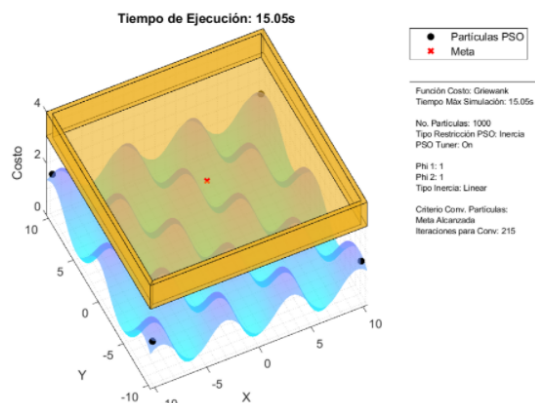 Tiempo de Ejecución: 15.05s
Partículas PSO
Meta
Función Costo: Griewank
Tiempo Máx Simulación: 15.05s
No. Partículas: 1000
Tipo Restricción PSO: Inercia
PSO Tuner: On
Phi 1: 1
Phi 2: 1
Tipo Inercia: Linear
Criterio Conv. Partículas:
Meta Alcanzada
Iteraciones para Conv: 215
Costo
4
2
0
10
5
0
-5
-10
Y
-5
0
5
10
X